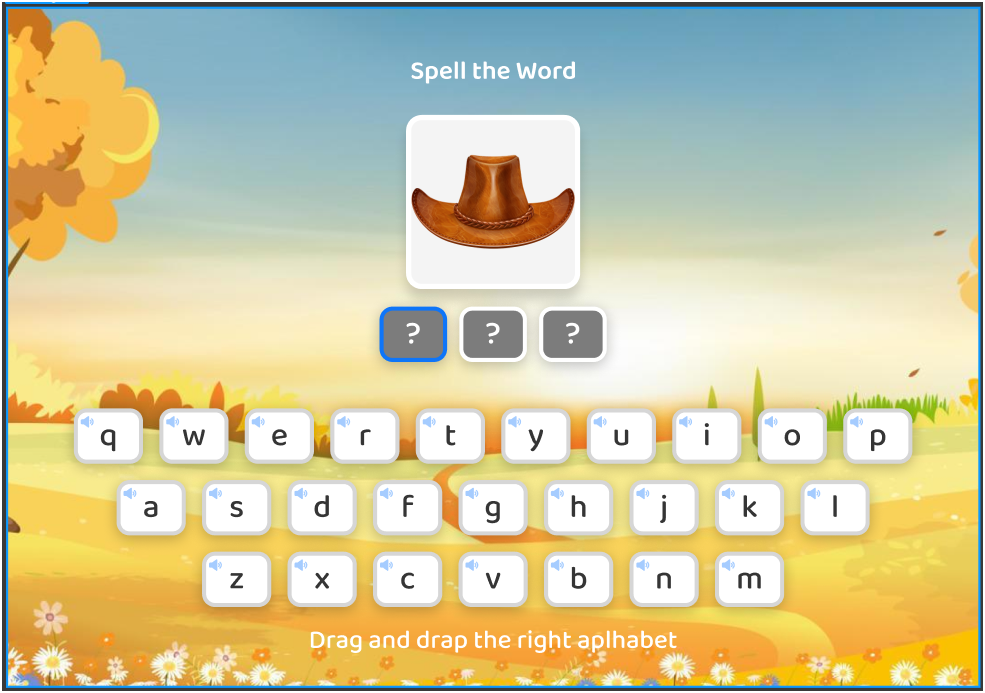 Spell the Word
? ? ?
q w e r t y u i o p
a s d f g h j k l
z x c v b n m
Drag and drap the right aplhabet